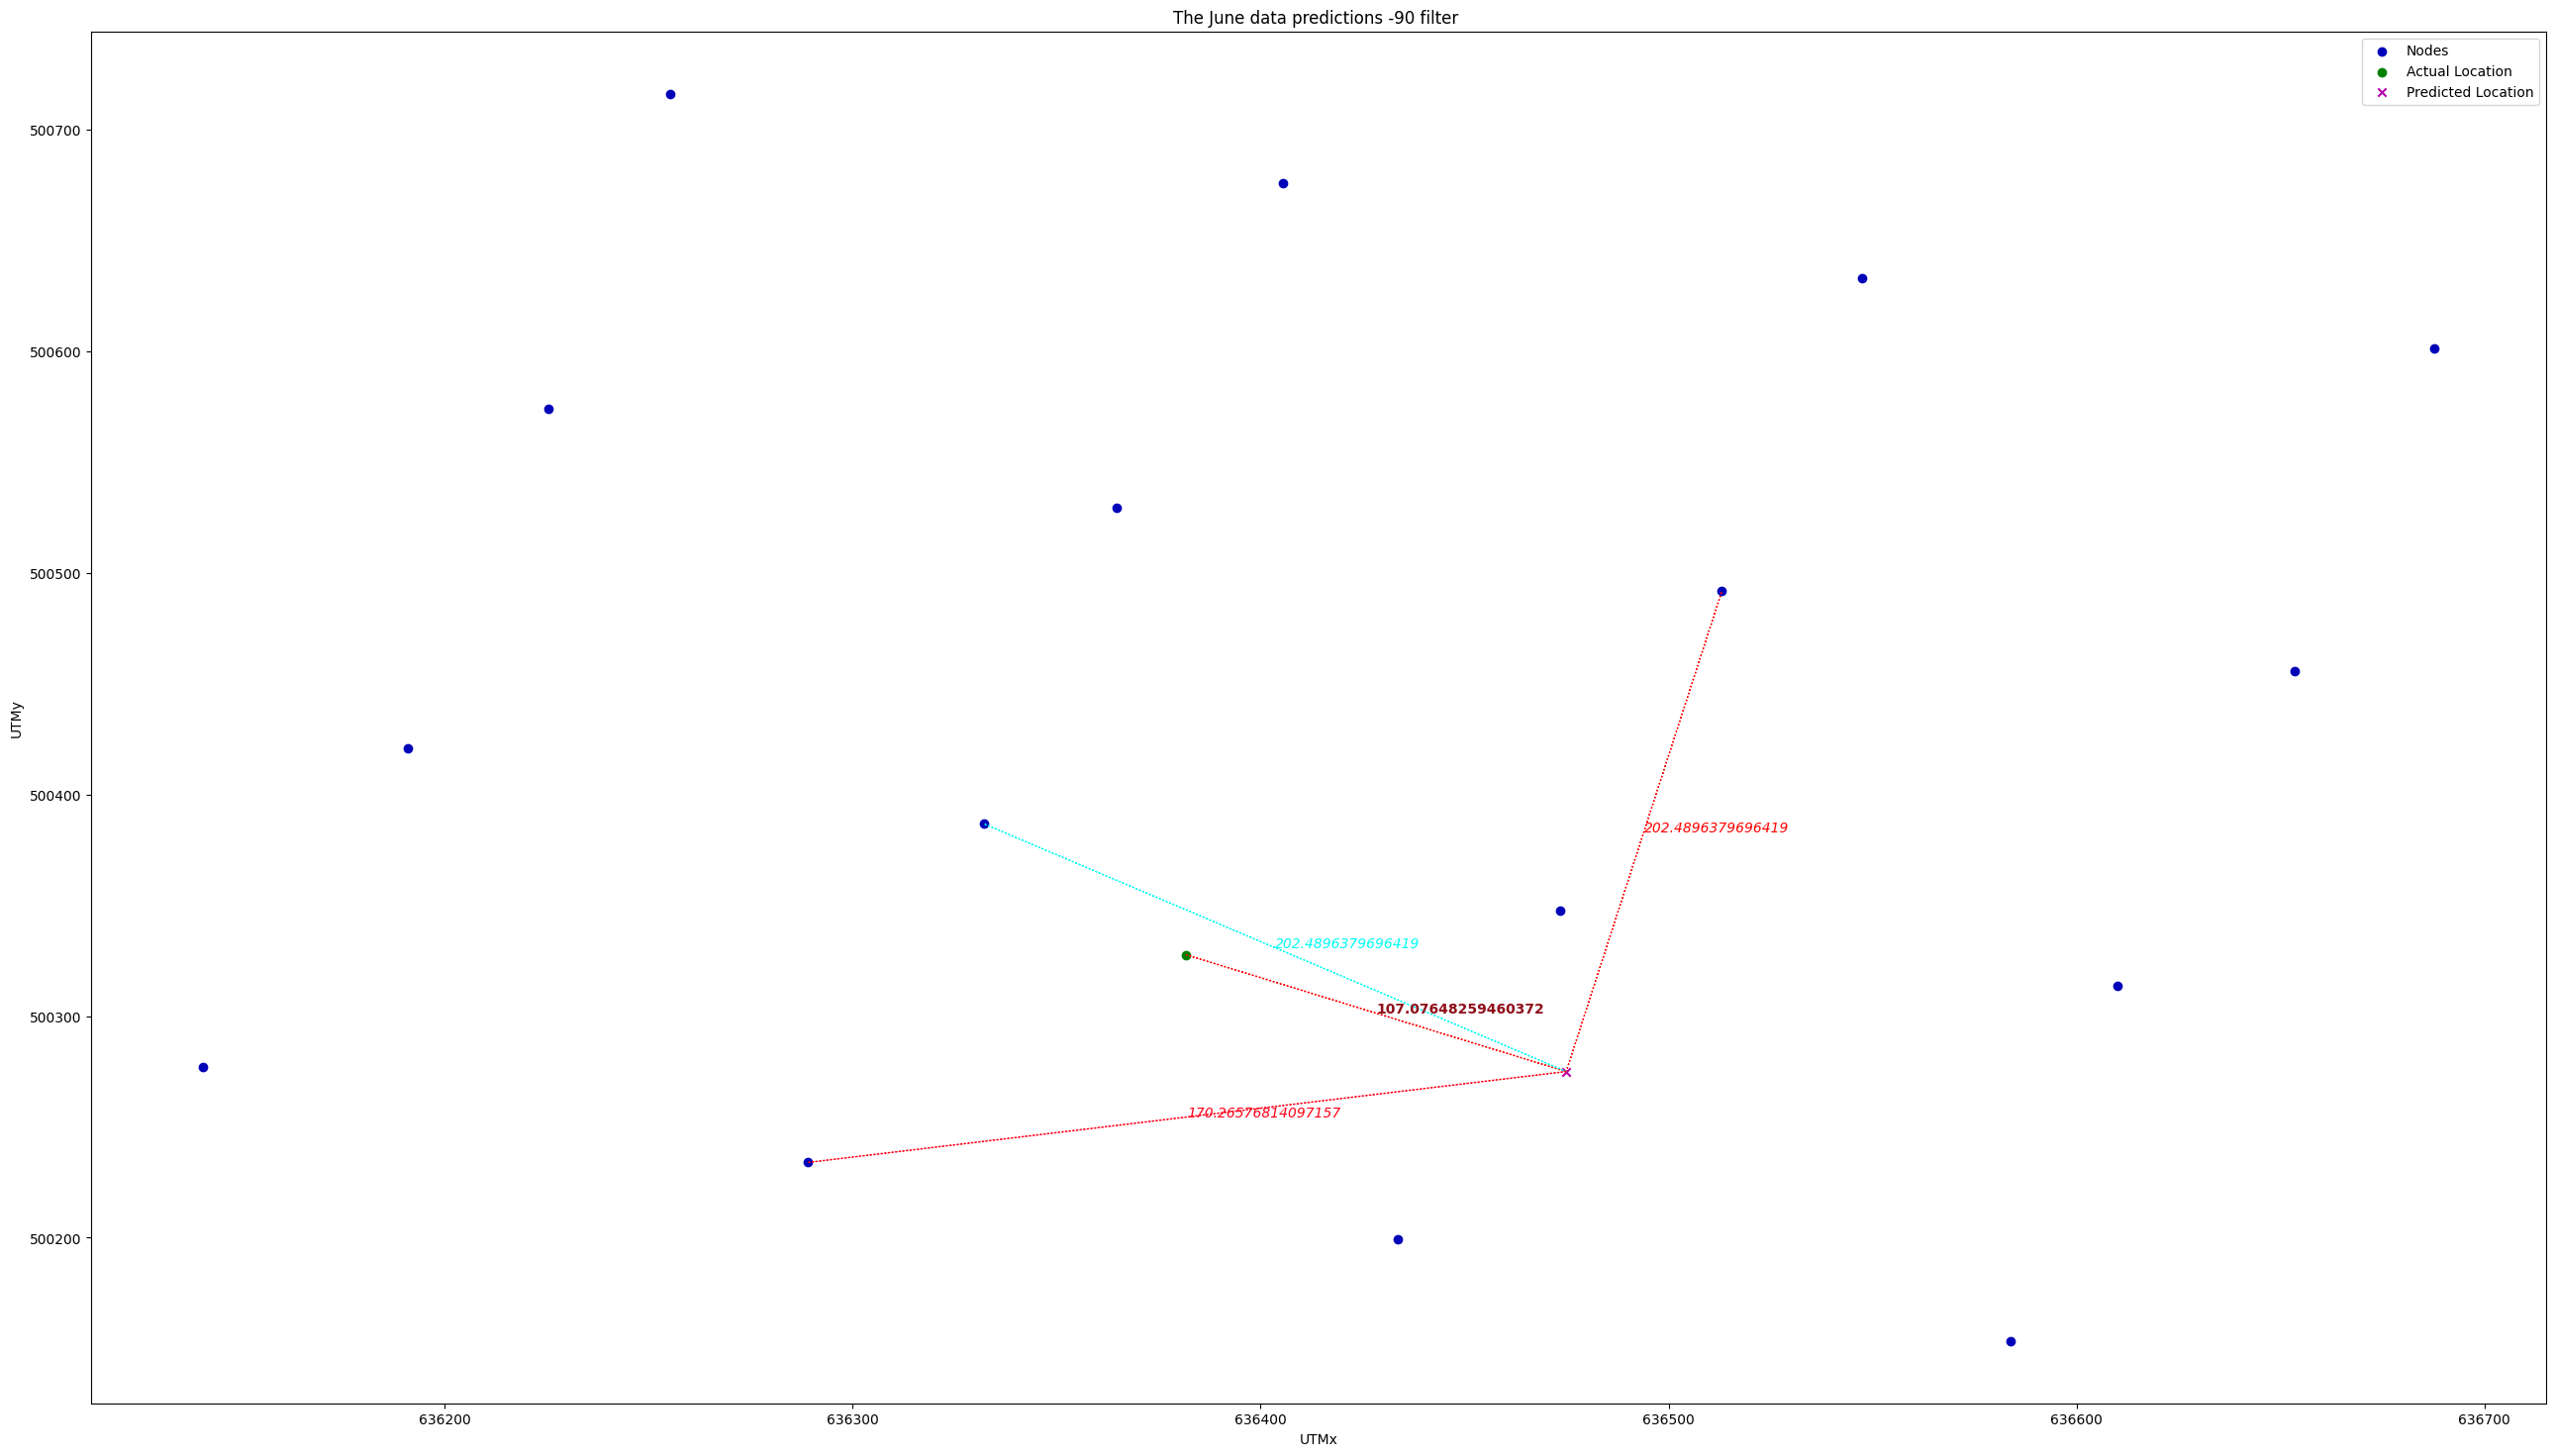 The June data predictions -90 filter
Nodes
Actual Location
Predicted Location
500700
500600
500500
500400
500300
500200
UTMy
202.4896379696419
202.4896379696419
107.07648259460372
170.26576814097157
636200
636300
636400
636500
636600
636700
UTMx